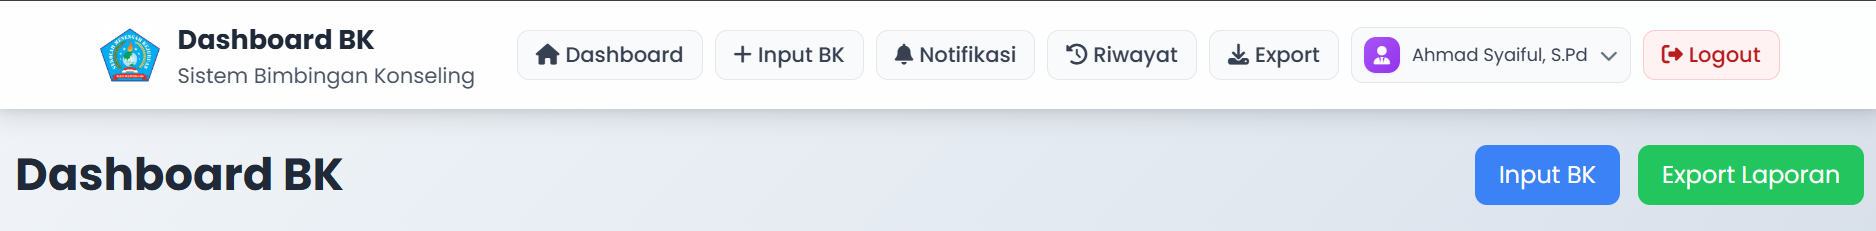 Dashboard BK
Sistem Bimbingan Konseling
Dashboard
Input BK
Notifikasi
Riwayat
Export
Ahmad Syaiful, S.Pd
Logout
Dashboard BK
Input BK
Export Laporan